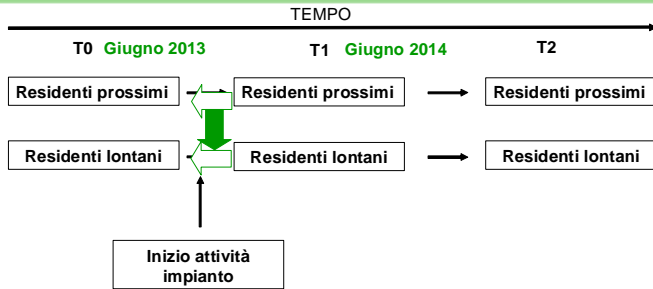 TEMPO
T0 Giugno 2013 T1 Giugno 2014 T2
Residenti prossimi Residenti prossimi Residenti prossimi
Residenti lontani Residenti lontani Residenti lontani
Inizio attività
impianto